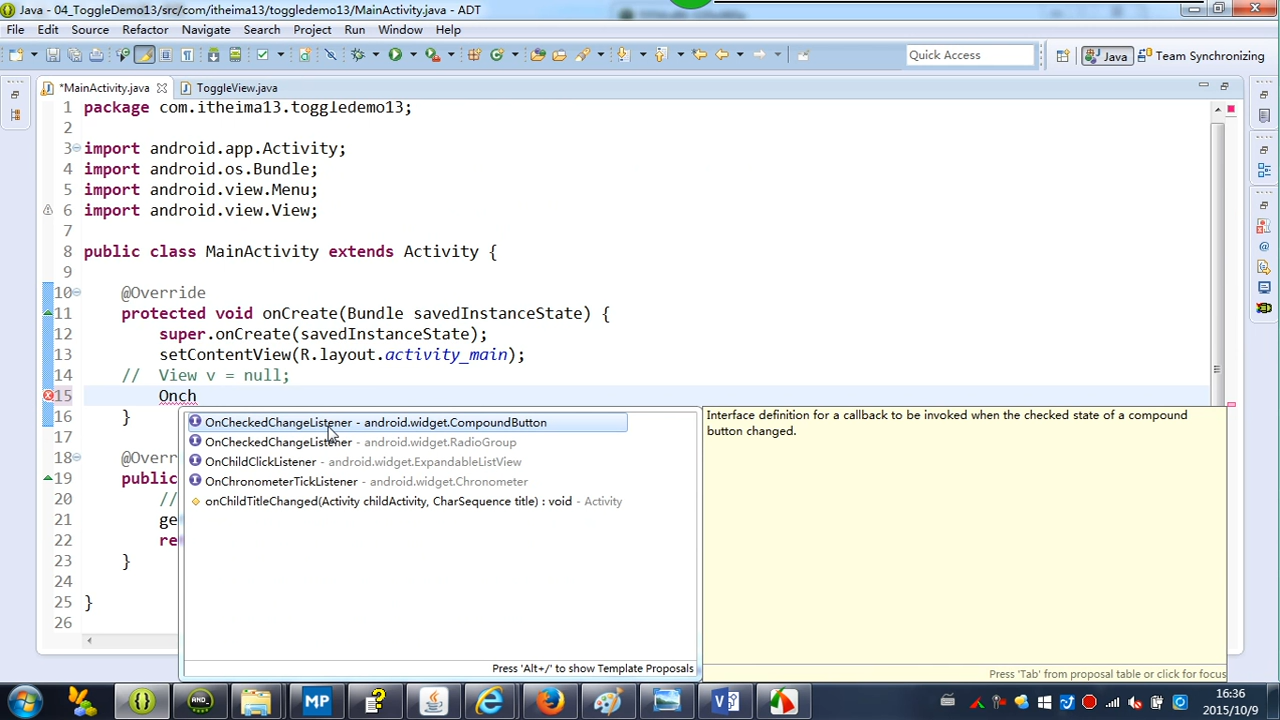 Java - 04_ToggleDemo13/src/com/itheima13/toggledemo13/MainActivity.java - ADT
File Edit Source Refactor Navigate Search Project Run Window Help
Quick Access
Java
Team Synchronizing
*MainActivity.java
ToggleView.java
1 package com.itheima13.toggledemo13;
2
3 import android.app.Activity;
4 import android.os.Bundle;
5 import android.view.Menu;
6 import android.view.View;
7
8 public class MainActivity extends Activity {
9
10 @Override
11 protected void onCreate(Bundle savedInstanceState) {
12 super.onCreate(savedInstanceState);
13 setContentView(R.layout.activity_main);
14 // View v = null;
15 Onch
16 }
17
18 @Overr
19 public
20 //
21 ge
22 re
23 }
24
25 }
26
OnCheckedChangeListener - android.widget.CompoundButton
OnCheckedChangeListener - android.widget.RadioGroup
OnChildClickListener - android.widget.ExpandableListView
OnChronometerTickListener - android.widget.Chronometer
onChildTitleChanged(Activity childActivity, CharSequence title) : void - Activity
Press 'Alt+/' to show Template Proposals
Interface definition for a callback to be invoked when the checked state of a compound
button changed.
Press 'Tab' from proposal table or click for focus
MP
16:36
2015/10/9